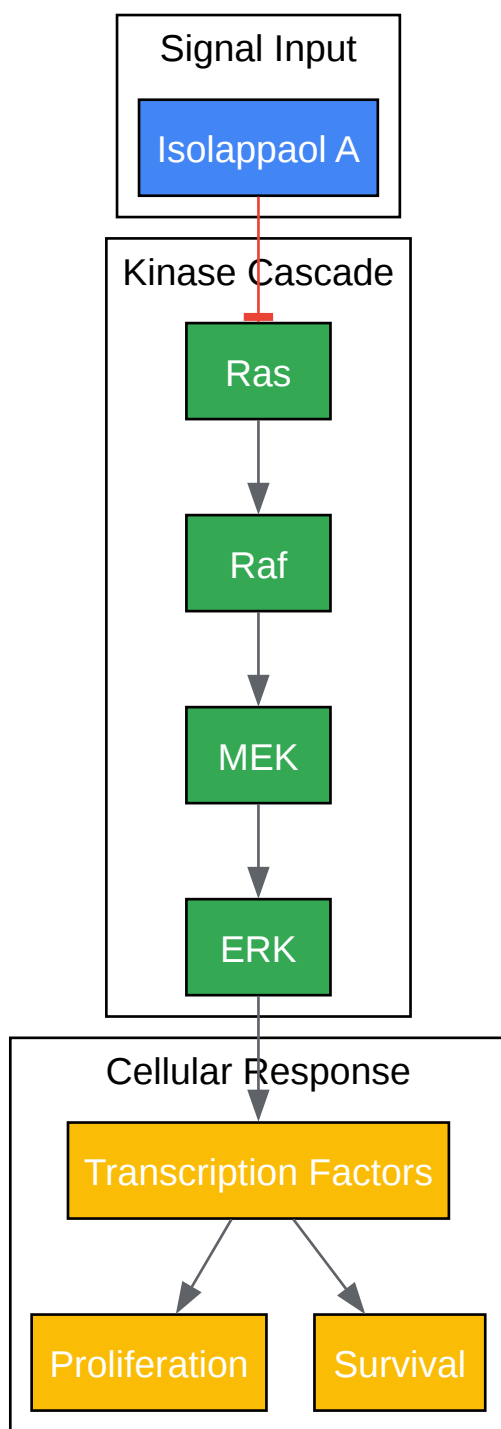 Signal Input
Isolappaol A
Kinase Cascade
Ras
Raf
MEK
ERK
Cellular Response
Transcription Factors
Proliferation
Survival